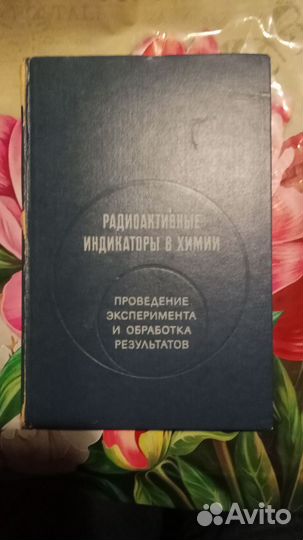 РАДИОАКТИВНЫЕ
ИНДИКАТОРЫ В ХИМИИ
ПРОВЕДЕНИЕ
ЭКСПЕРИМЕНТА
И ОБРАБОТКА
РЕЗУЛЬТАТОВ
Avito